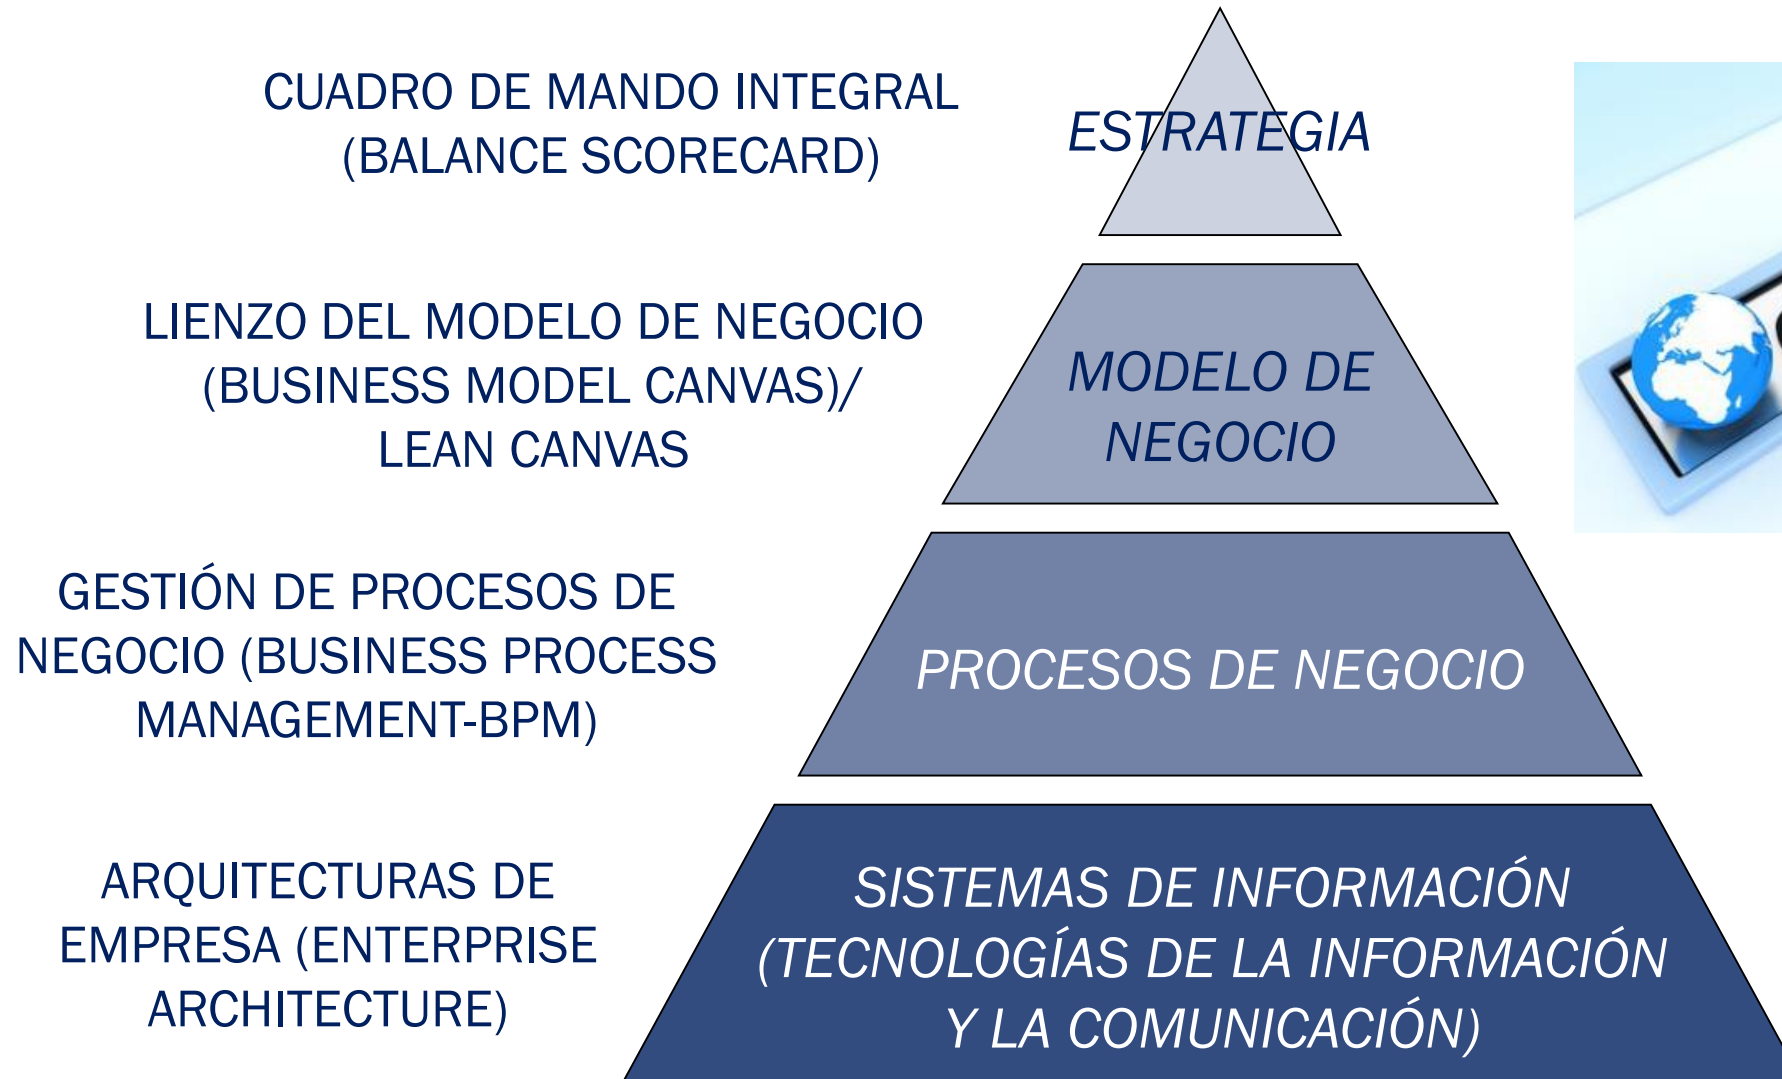 CUADRO DE MANDO INTEGRAL
(BALANCE SCORECARD)
ESTRATEGIA
LIENZO DEL MODELO DE NEGOCIO
(BUSINESS MODEL CANVAS)/
LEAN CANVAS
MODELO DE
NEGOCIO
GESTIÓN DE PROCESOS DE
NEGOCIO (BUSINESS PROCESS
MANAGEMENT-BPM)
PROCESOS DE NEGOCIO
ARQUITECTURAS DE
EMPRESA (ENTERPRISE
ARCHITECTURE)
SISTEMAS DE INFORMACIÓN
(TECNOLOGÍAS DE LA INFORMACIÓN
Y LA COMUNICACIÓN)